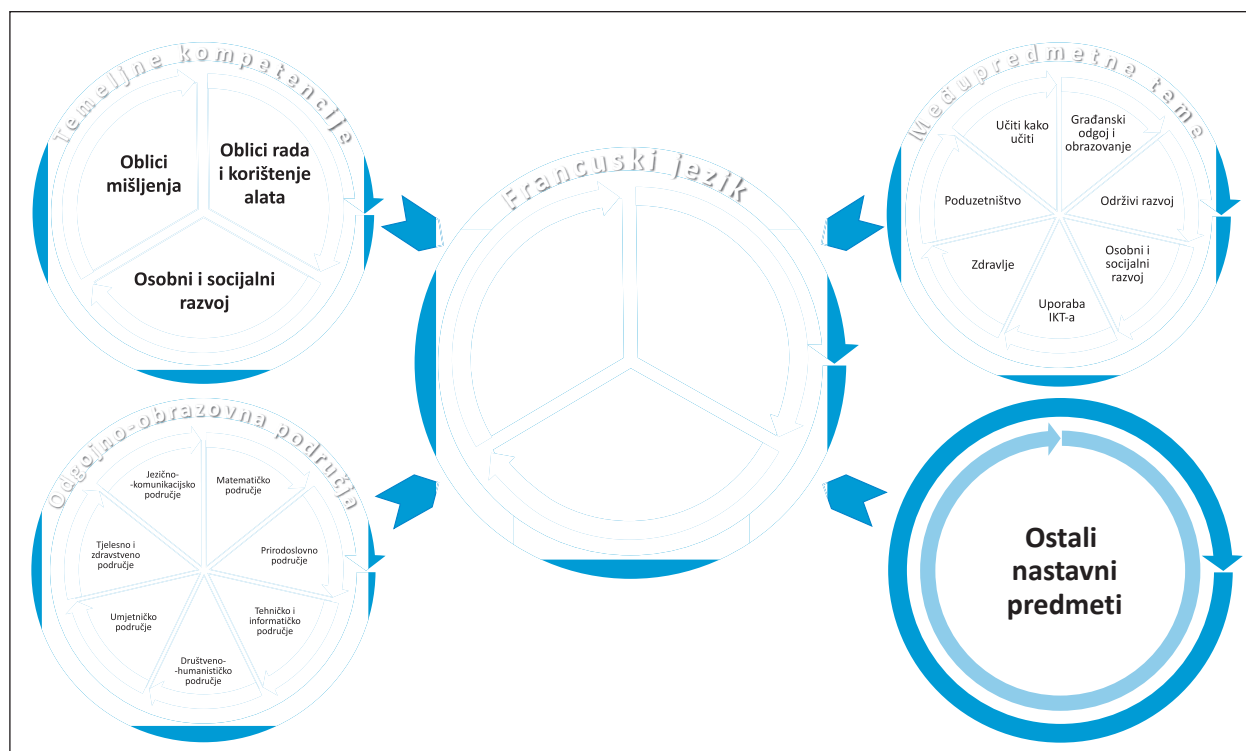 Temeljne kompetencije
Oblici
mišljenja
Oblici rada
i korištenje
alata
Osobni i socijalni
razvoj
Francuski jezik
Međupredmetne teme
Učiti kako
učiti
Građanski
odgoj i
obrazovanje
Poduzetništvo
Održivi razvoj
Zdravlje
Osobni i
socijalni
razvoj
Uporaba
IKT-a
Odgojno-obrazovna područja
Jezično-
-komunikacijsko
područje
Matematičko
područje
Tjelesno i
zdravstveno
područje
Prirodoslovno
područje
Umjetničko
područje
Tehničko i
informatičko
područje
Društveno-
-humanističko
područje
Ostali
nastavni
predmeti